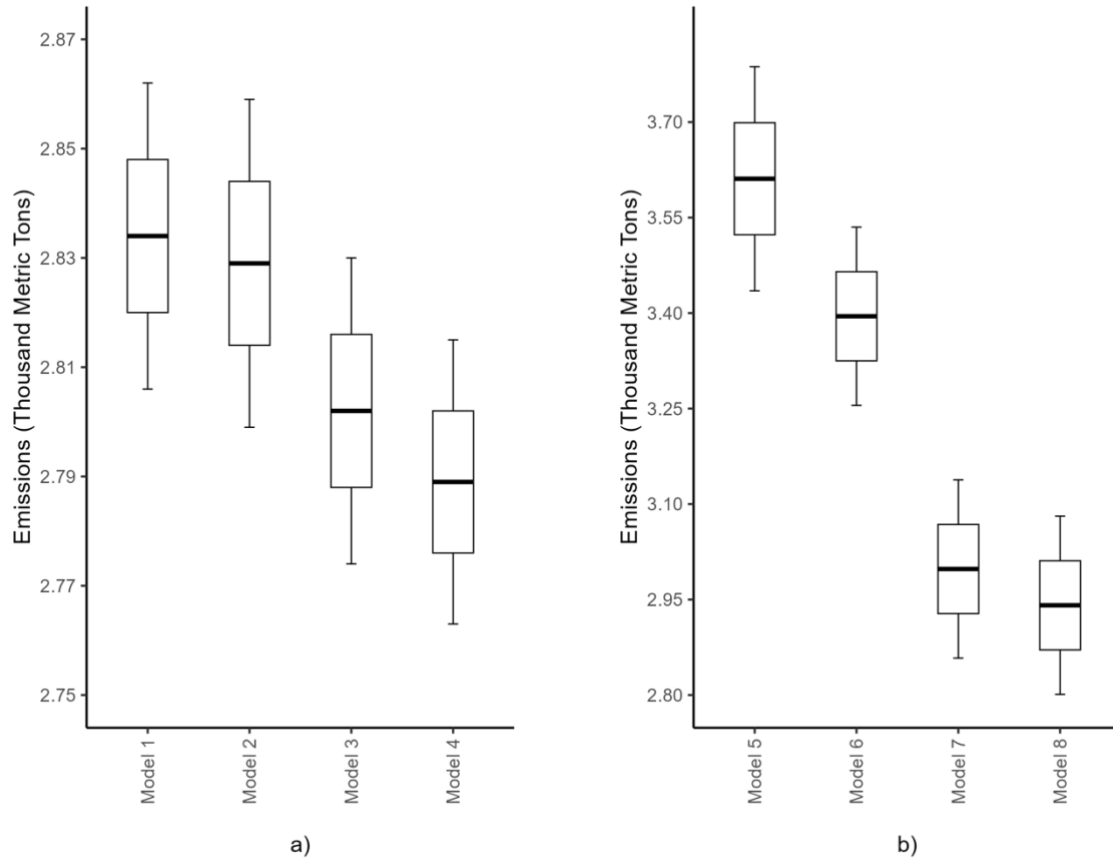 Emissions (Thousand Metric Tons)
2.87
2.85
2.83
2.81
2.79
2.77
2.75
Model 1
Model 2
Model 3
Model 4
a)
Emissions (Thousand Metric Tons)
3.70
3.55
3.40
3.25
3.10
2.95
2.80
Model 5
Model 6
Model 7
Model 8
b)